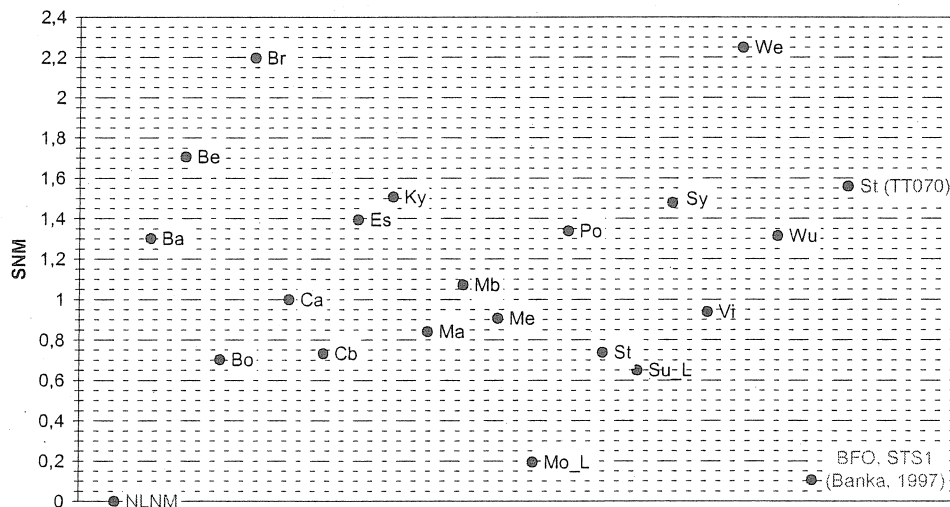 2,4
2,2
2
1,8
1,6
1,4
1,2
1
0,8
0,6
0,4
0,2
0
SNM
NLNM
Ba
Be
Bo
Br
Ca
Cb
Es
Ky
Ma
Mb
Me
Mo_L
Po
St
Su_L
Sy
Vi
We
Wu
BFO, STS1
(Banka, 1997)
St (TT070)